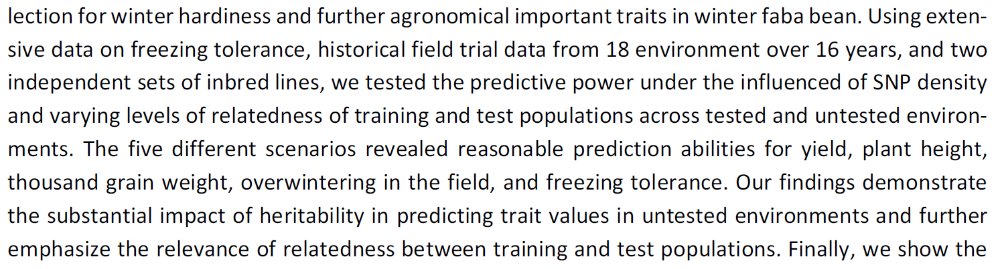 lection for winter hardiness and further agronomical important traits in winter faba bean. Using exten-
sive data on freezing tolerance, historical field trial data from 18 environment over 16 years, and two
independent sets of inbred lines, we tested the predictive power under the influenced of SNP density
and varying levels of relatedness of training and test populations across tested and untested environ-
ments. The five different scenarios revealed reasonable prediction abilities for yield, plant height,
thousand grain weight, overwintering in the field, and freezing tolerance. Our findings demonstrate
the substantial impact of heritability in predicting trait values in untested environments and further
emphasize the relevance of relatedness between training and test populations. Finally, we show the